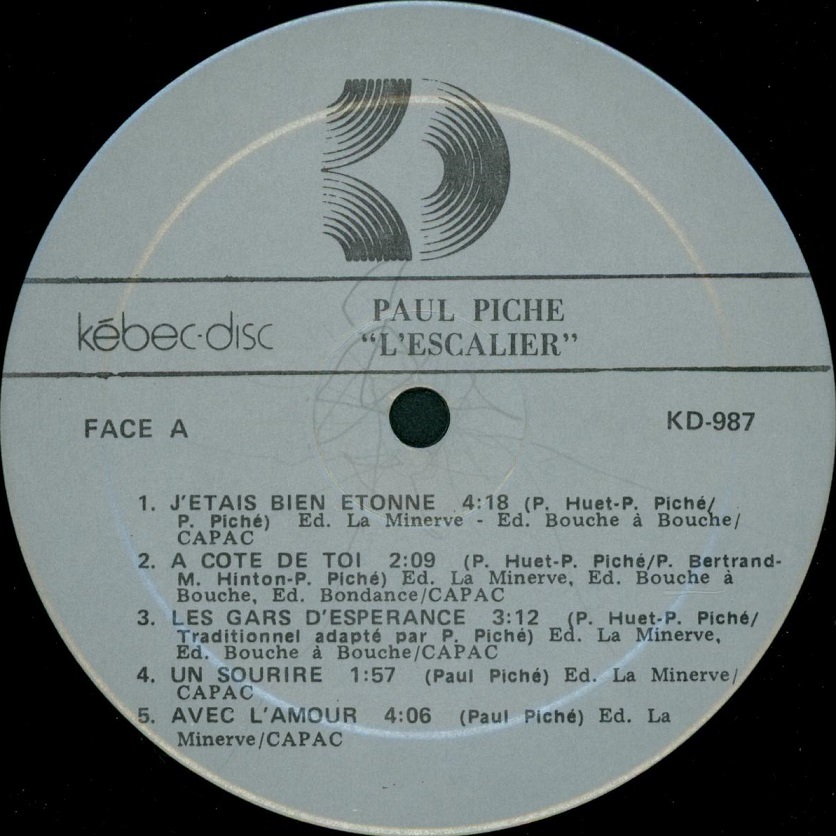 kébec-disc
PAUL PICHE
“L’ESCALIER”
FACE A
KD-987
1. J’ETAIS BIEN ETONNE 4:18 (P. Huet-P. Piché/
P. Piché) Ed. La Minerve - Ed. Bouche à Bouche/
CAPAC
2. A COTE DE TOI 2:09 (P. Huet-P. Piché/P. Bertrand-
M. Hinton-P. Piché) Ed. La Minerve, Ed. Bouche à
Bouche, Ed. Bondance/CAPAC
3. LES GARS D’ESPERANCE 3:12 (P. Huet-P. Piché/
Traditionnel adapté par P. Piché) Ed. La Minerve,
Ed. Bouche à Bouche/CAPAC
4. UN SOURIRE 1:57 (Paul Piché) Ed. La Minerve/
CAPAC
5. AVEC L’AMOUR 4:06 (Paul Piché) Ed. La
Minerve/CAPAC